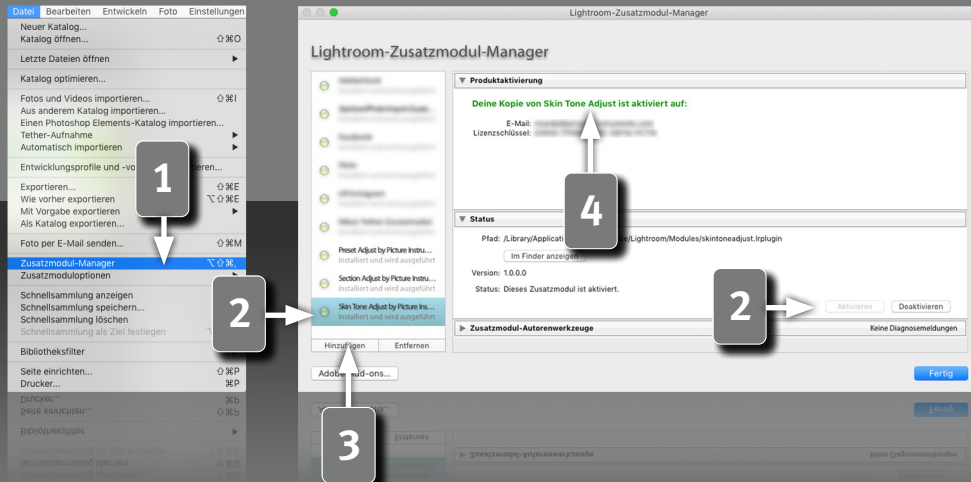 Datei Bearbeiten Entwickeln Foto Einstellungen
Neuer Katalog...
Katalog öffnen... ⇧⌘O
Letzte Dateien öffnen ▶
Katalog optimieren...
Fotos und Videos importieren... ⇧⌘I
Aus anderem Katalog importieren...
Einen Photoshop Elements-Katalog importieren...
Tether-Aufnahme ▶
Automatisch importieren ▶
Entwicklungsprofile und
Exportieren... ⇧⌘E
Wie vorher exportieren ⌥⇧⌘E
Mit Vorgabe exportieren ▶
Als Katalog exportieren...
Foto per E-Mail senden... ⇧⌘M
Zusatzmodul-Manager ⌥⇧⌘,
Zusatzmoduloptionen
Schnellsammlung anzeigen
Schnellsammlung speichern...
Schnellsammlung löschen
Schnellsammlung als Ziel festlegen
Bibliotheksfilter
Seite einrichten... ⇧⌘P
Drucker... ⌘P
1
2
Lightroom-Zusatzmodul-Manager
Lightroom-Zusatzmodul-Manager
Preset Adjust by Picture Instru...
Installiert und wird ausgeführt
Section Adjust by Picture Instru...
Installiert und wird ausgeführt
Skin Tone Adjust by Picture Ins...
Installiert und wird ausgeführt
Hinzufügen Entfernen
Adobe Add-ons...
3
▼ Produktaktivierung
Deine Kopie von Skin Tone Adjust ist aktiviert auf:
E-Mail:
Lizenzschlüssel:
4
▼ Status
Pfad: /Library/Applicati /Lightroom/Modules/skintoneadjust.lrplugin
Im Finder anzeigen
Version: 1.0.0.0
Status: Dieses Zusatzmodul ist aktiviert.
2
Aktivieren Deaktivieren
▶ Zusatzmodul-Autorenwerkzeuge Keine Diagnosemeldungen
Fertig